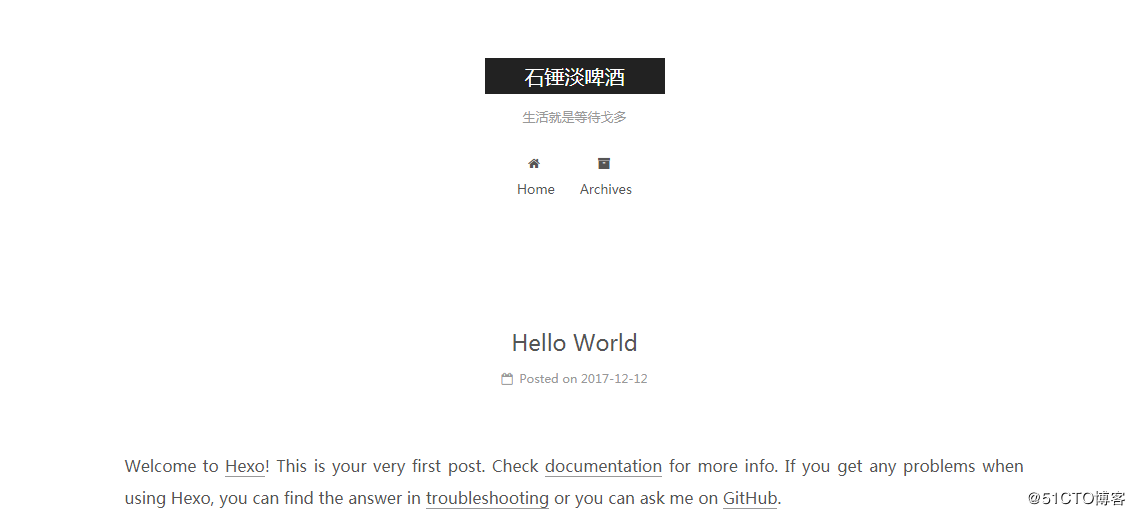 石锤淡啤酒
生活就是等待戈多
Home Archives
Hello World
Posted on 2017-12-12
Welcome to Hexo! This is your very first post. Check documentation for more info. If you get any problems when
using Hexo, you can find the answer in troubleshooting or you can ask me on GitHub.
@51CTO博客